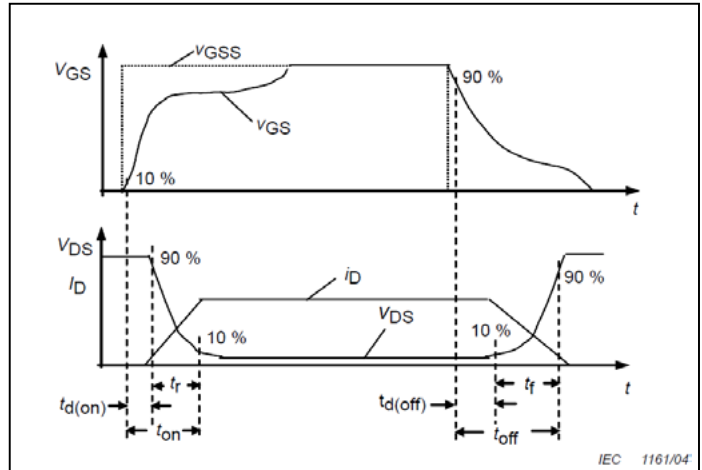 vGSS
VGS
90 %
vGS
10 %
t
VDS
90 %
90 %
ID
iD
VDS
10 %
10 %
tr
tf
t
td(on)
td(off)
ton
toff
IEC 1161/04